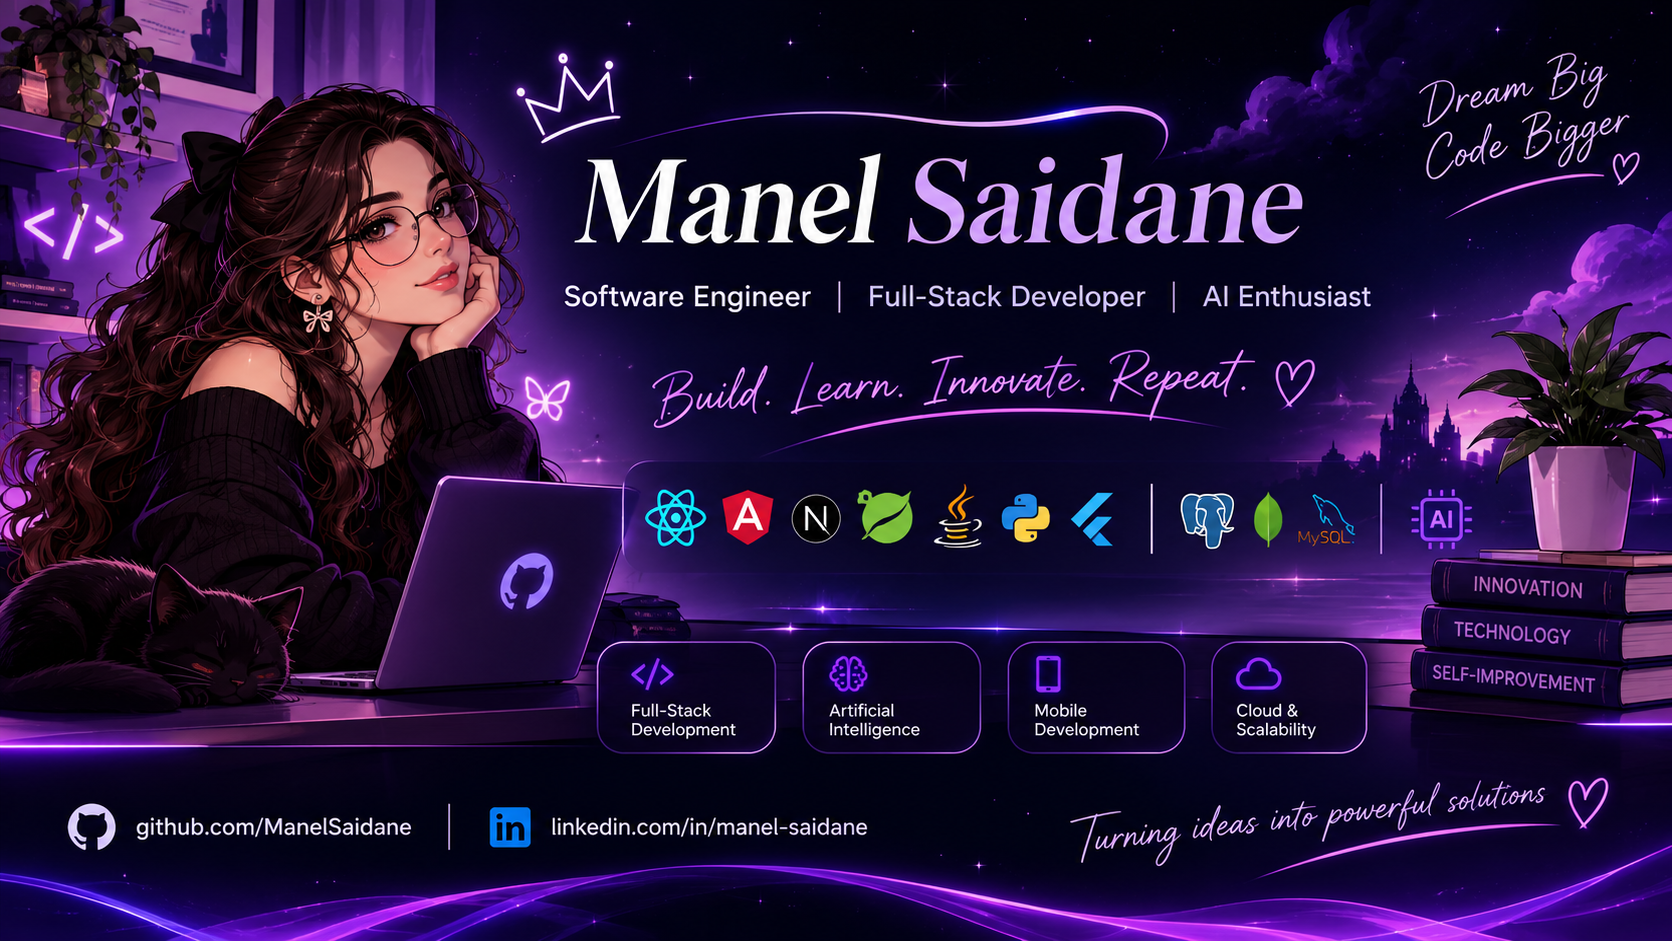 Dream Big
Code Bigger
</>
Manel Saidane
Software Engineer | Full-Stack Developer | AI Enthusiast
Build. Learn. Innovate. Repeat.
N
MySQL
AI
A
INNOVATION
TECHNOLOGY
SELF-IMPROVEMENT
</>
Full-Stack
Development
Artificial
Intelligence
Mobile
Development
Cloud &
Scalability
github.com/ManelSaidane
in
linkedin.com/in/manel-saidane
Turning ideas into powerful solutions